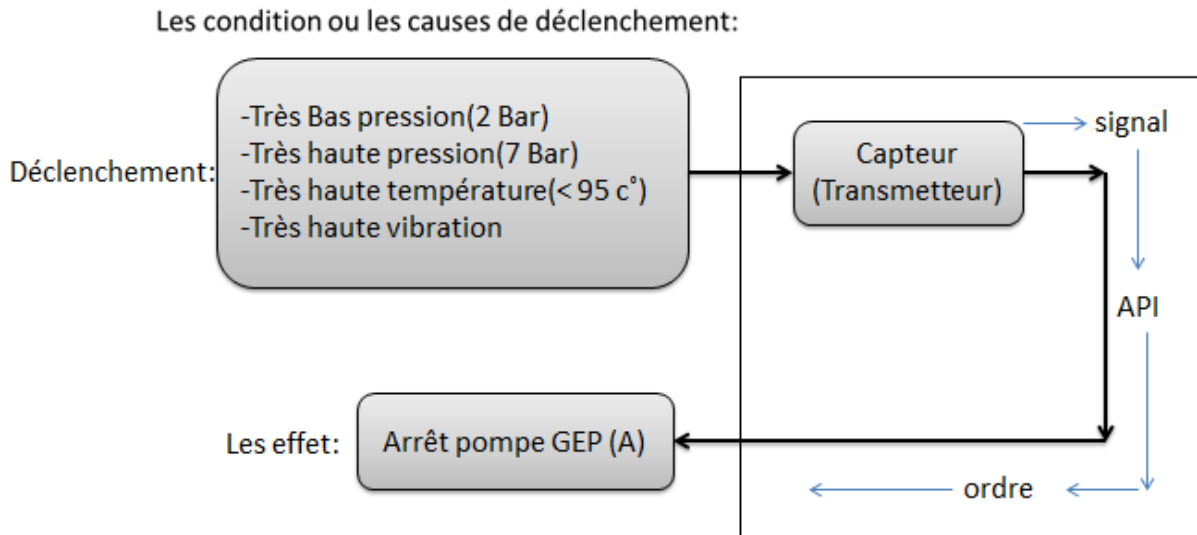 Les condition ou les causes de déclenchement:
-Très Bas pression(2 Bar)
-Très haute pression(7 Bar)
-Très haute température(< 95 c°)
-Très haute vibration
Déclenchement:
Capteur
(Transmetteur)
signal
API
Les effet:
Arrêt pompe GEP (A)
ordre